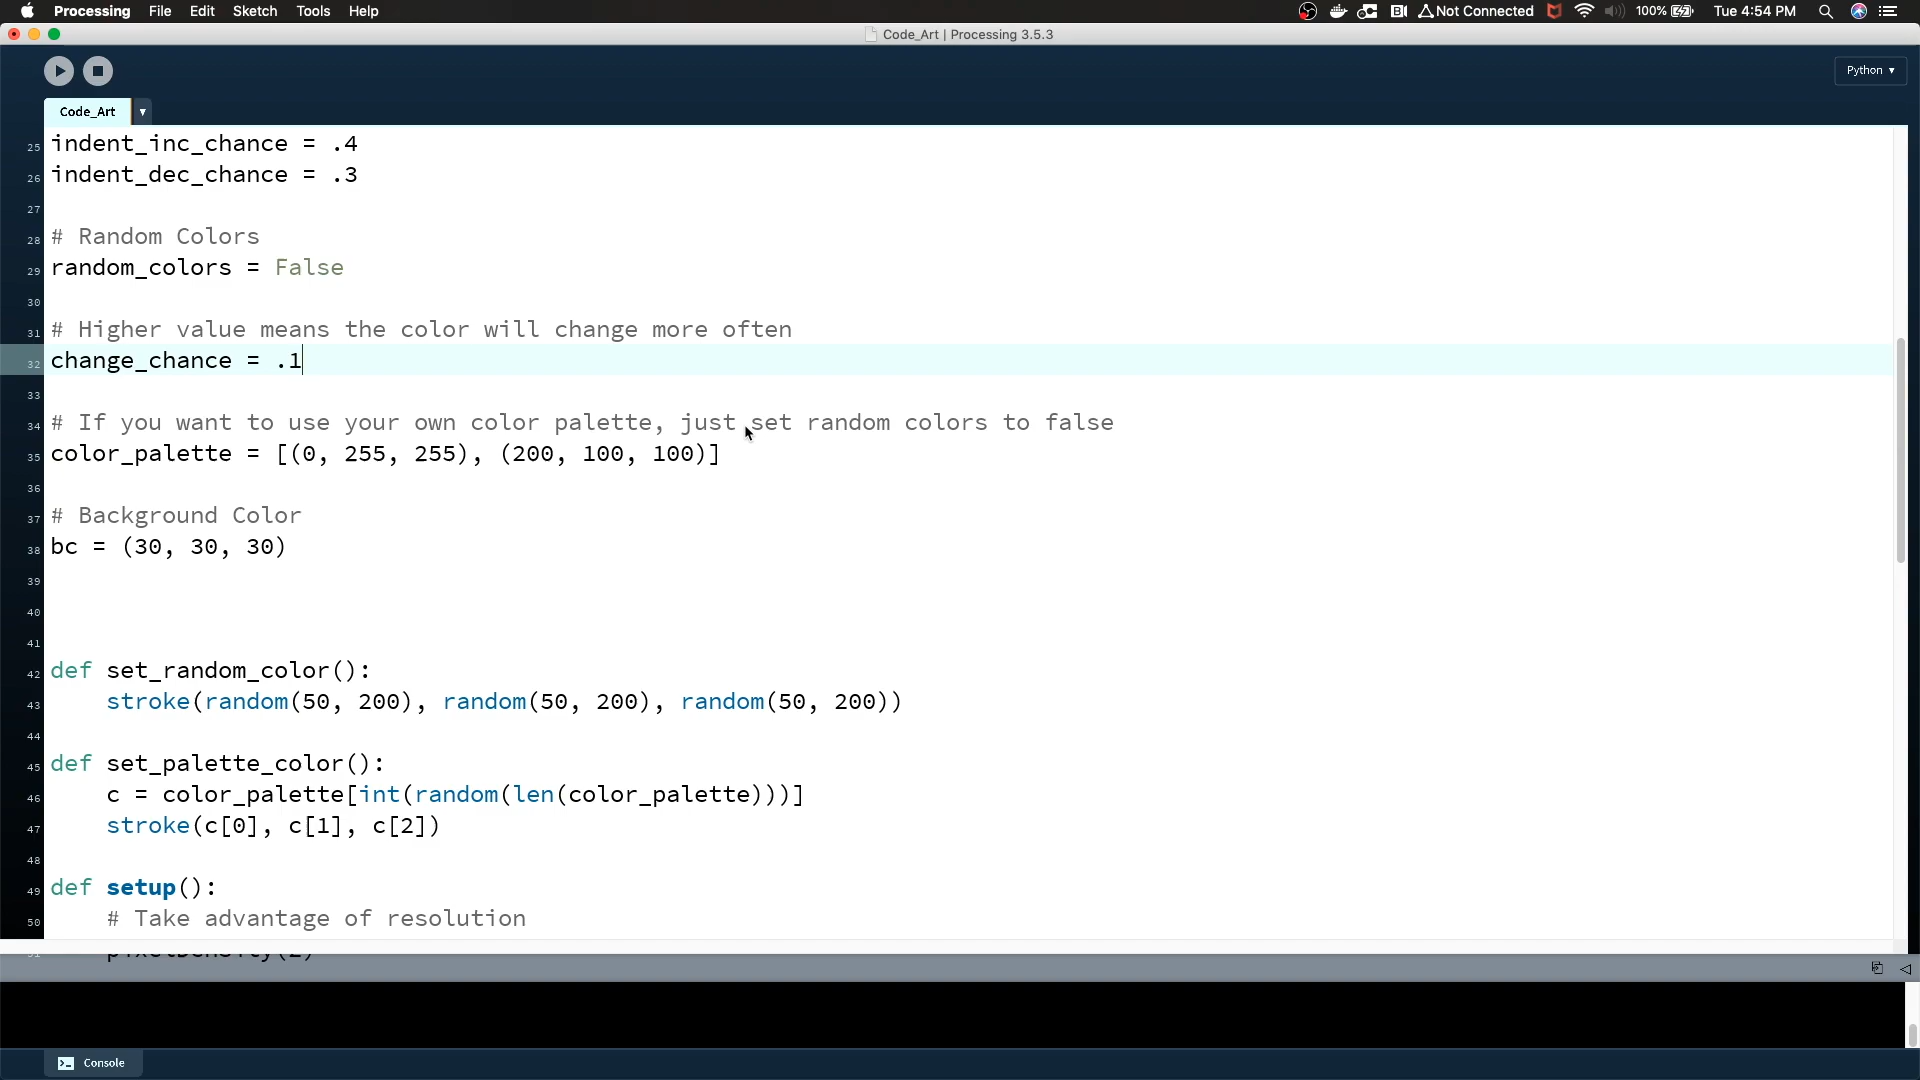 Processing File Edit Sketch Tools Help Not Connected 100% Tue 4:54 PM
Code_Art | Processing 3.5.3
Python ▾
Code_Art ▾
25 indent_inc_chance = .4
26 indent_dec_chance = .3
27
28 # Random Colors
29 random_colors = False
30
31 # Higher value means the color will change more often
32 change_chance = .1
33
34 # If you want to use your own color palette, just set random colors to false
35 color_palette = [(0, 255, 255), (200, 100, 100)]
36
37 # Background Color
38 bc = (30, 30, 30)
39
40
41
42 def set_random_color():
43     stroke(random(50, 200), random(50, 200), random(50, 200))
44
45 def set_palette_color():
46     c = color_palette[int(random(len(color_palette)))]
47     stroke(c[0], c[1], c[2])
48
49 def setup():
50     # Take advantage of resolution
51     pixelDensity(2)
Console